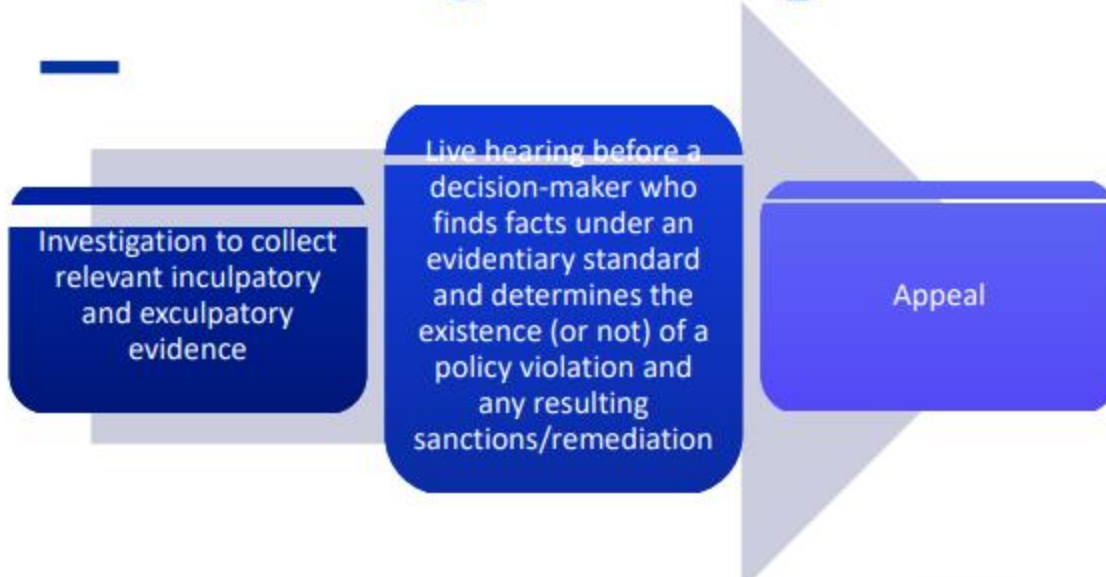 Investigation to collect
relevant inculpatory
and exculpatory
evidence
Live hearing before a
decision-maker who
finds facts under an
evidentiary standard
and determines the
existence (or not) of a
policy violation and
any resulting
sanctions/remediation
Appeal